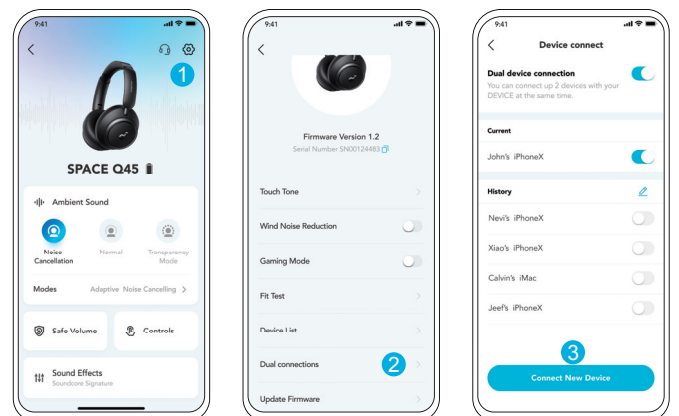 9:41
1
SPACE Q45
Ambient Sound
Noise
Cancellation
Normal
Transparency
Mode
Modes
Adaptive Noise Cancelling
Safe Volume
Controls
Sound Effects
Soundcore Signature
9:41
Firmware Version 1.2
Serial Number SN00124483
Touch Tone
Wind Noise Reduction
Gaming Mode
Fit Test
Device List
Dual connections
2
Update Firmware
9:41
Device connect
Dual device connection
You can connect up 2 devices with your
DEVICE at the same time.
Current
John's iPhoneX
History
Nevi's iPhoneX
Xiao's iPhoneX
Calvin's iMac
Jeef's iPhoneX
3
Connect New Device